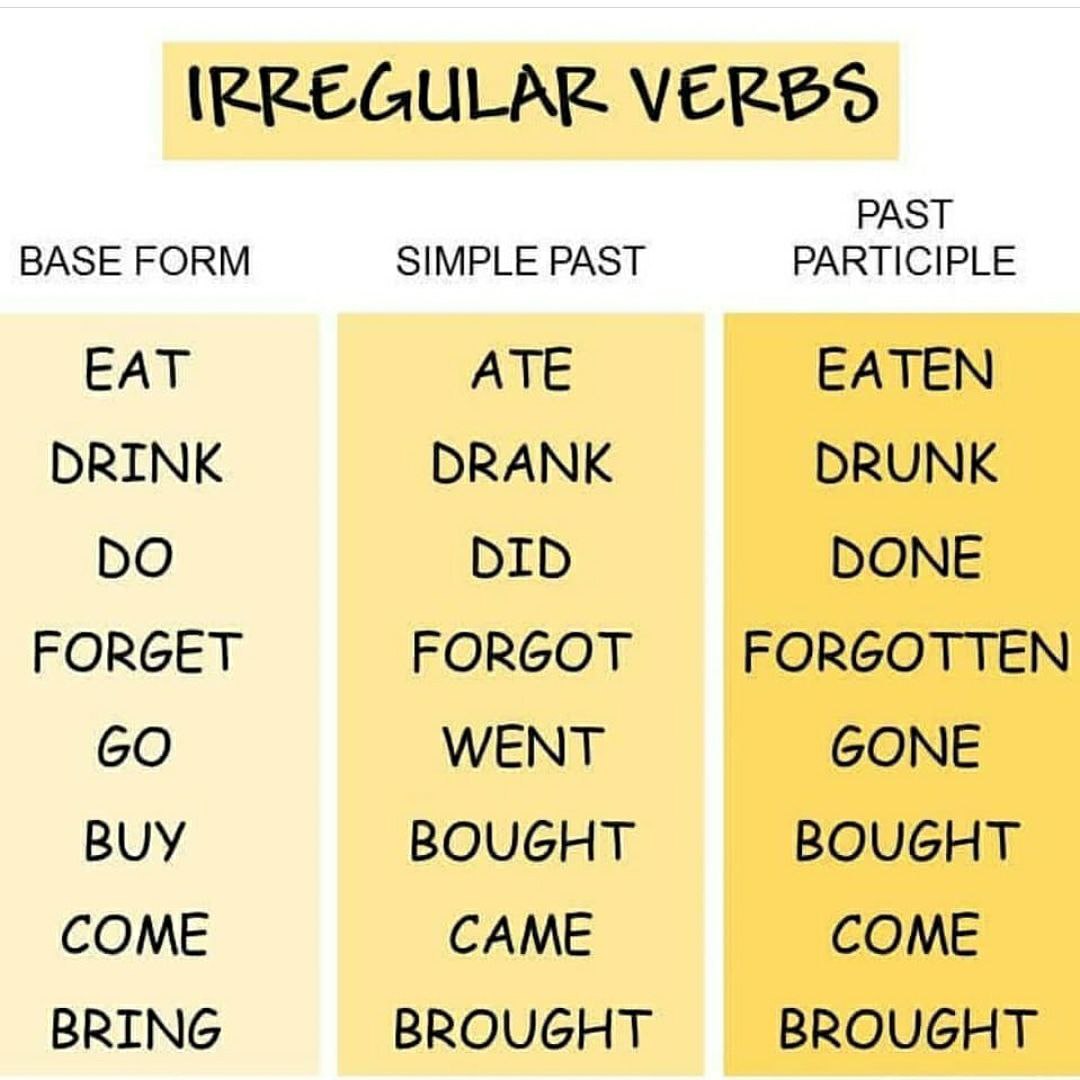 IRREGULAR VERBS
BASE FORM SIMPLE PAST PAST PARTICIPLE
EAT ATE EATEN
DRINK DRANK DRUNK
DO DID DONE
FORGET FORGOT FORGOTTEN
GO WENT GONE
BUY BOUGHT BOUGHT
COME CAME COME
BRING BROUGHT BROUGHT